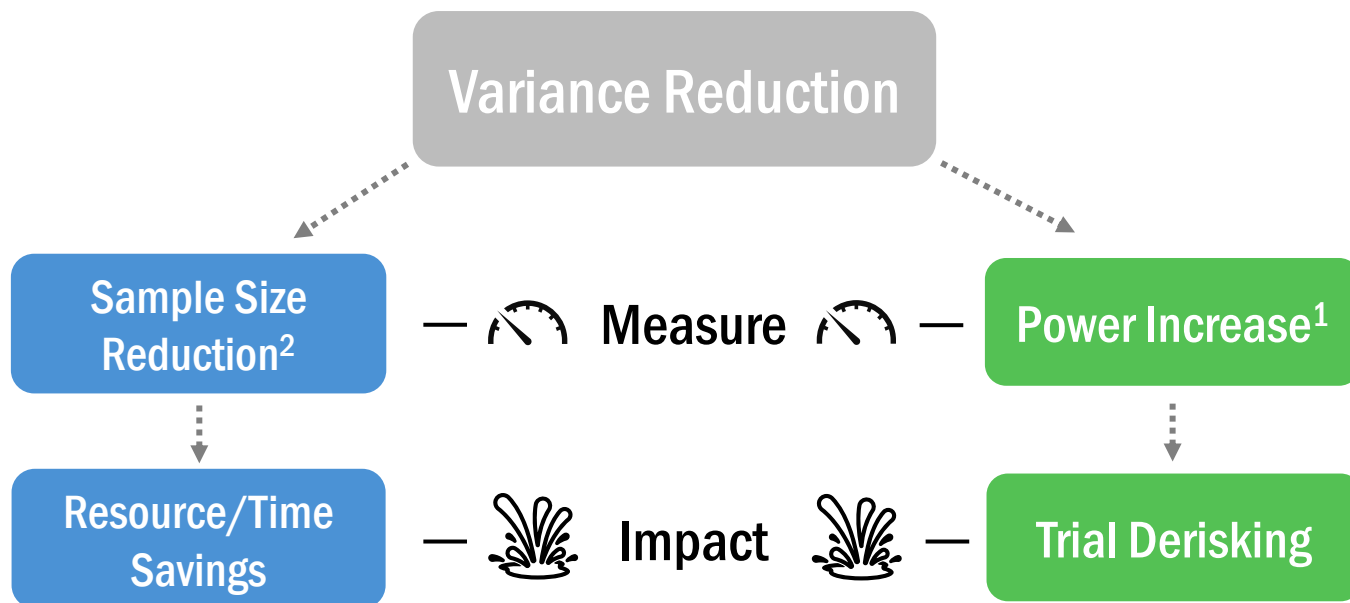 Variance Reduction
Sample Size
Reduction²
Measure
Power Increase¹
Resource/Time
Savings
Impact
Trial Derisking